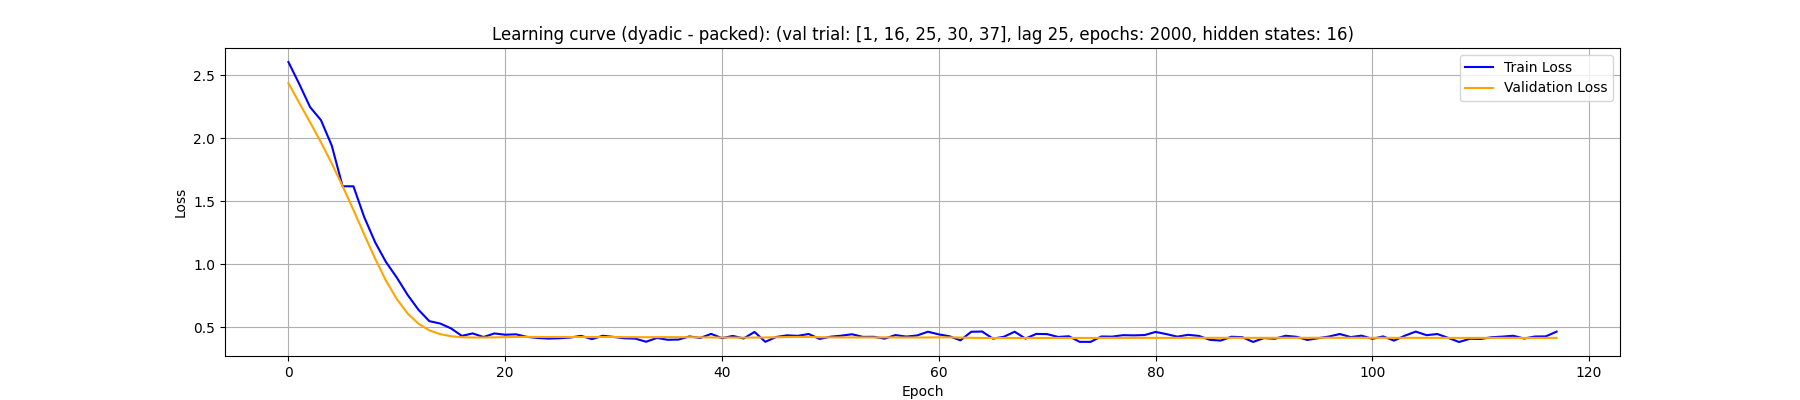 Learning curve (dyadic - packed): (val trial: [1, 16, 25, 30, 37], lag 25, epochs: 2000, hidden states: 16)
Train Loss
Validation Loss
2.5
2.0
1.5
1.0
0.5
Loss
0 20 40 60 80 100 120
Epoch